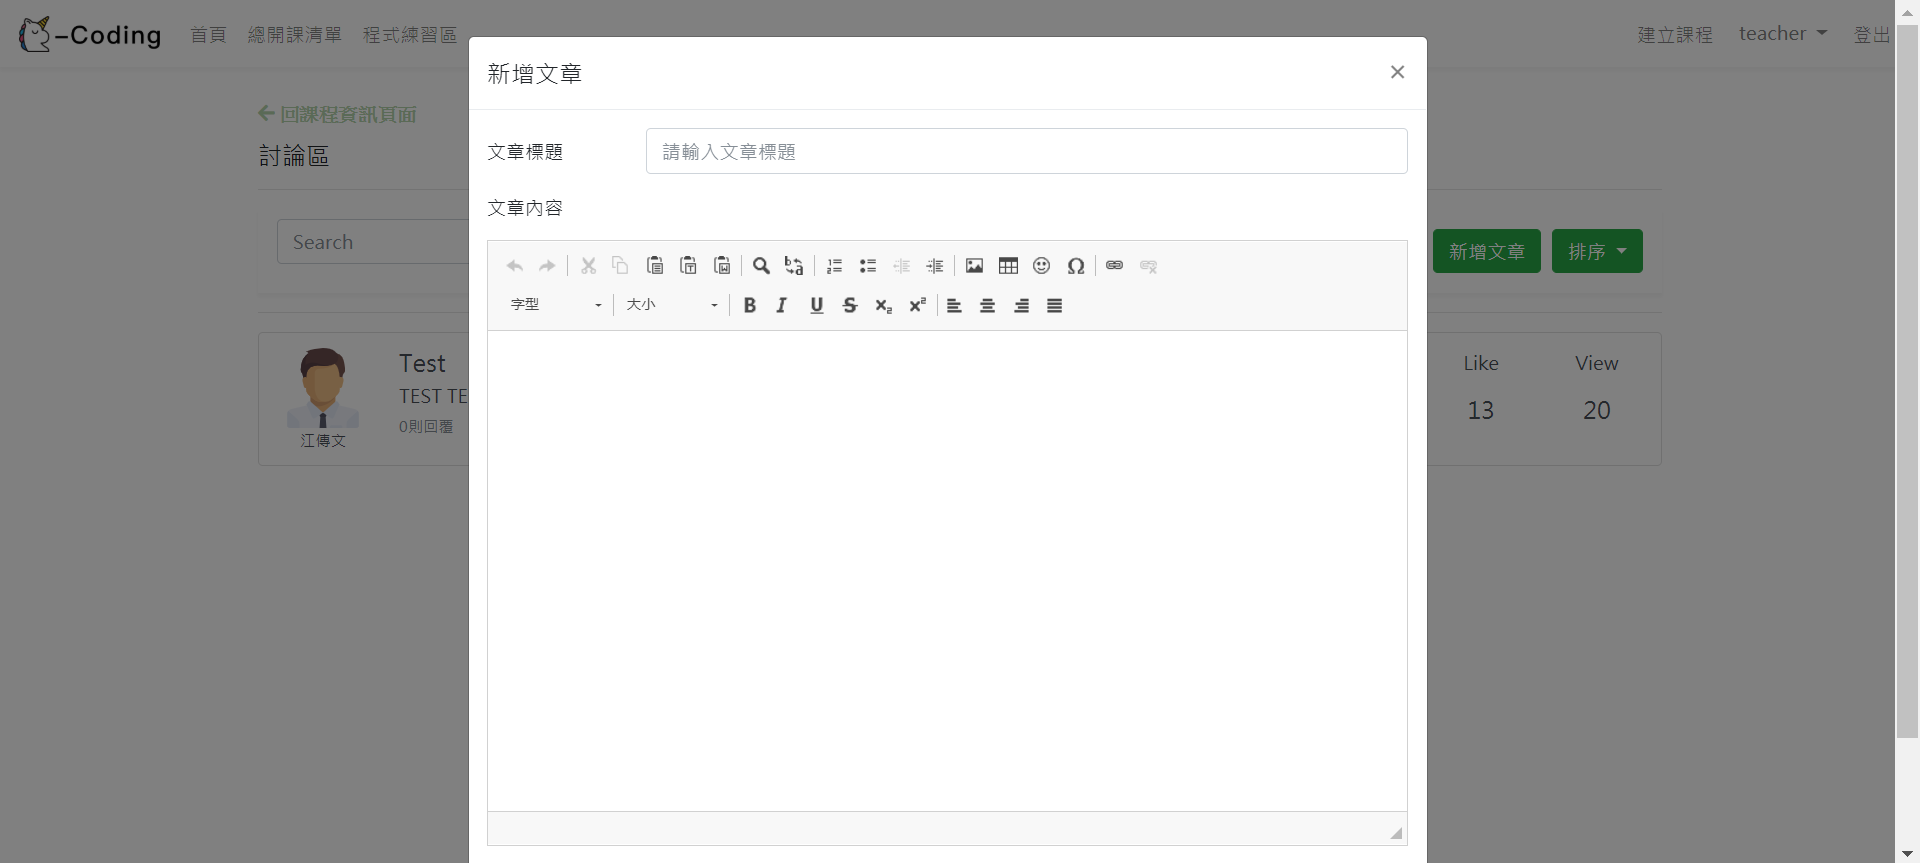 -Coding 首頁 總開課清單 程式練習區 建立課程 teacher 登出
新增文章 ×
回課程資訊頁面
文章標題 請輸入文章標題
討論區
文章內容
Search
新增文章 排序
字型 大小 B I U S x₂ x²
Test
TEST TE
0則回覆
江傳文
Like View
13 20